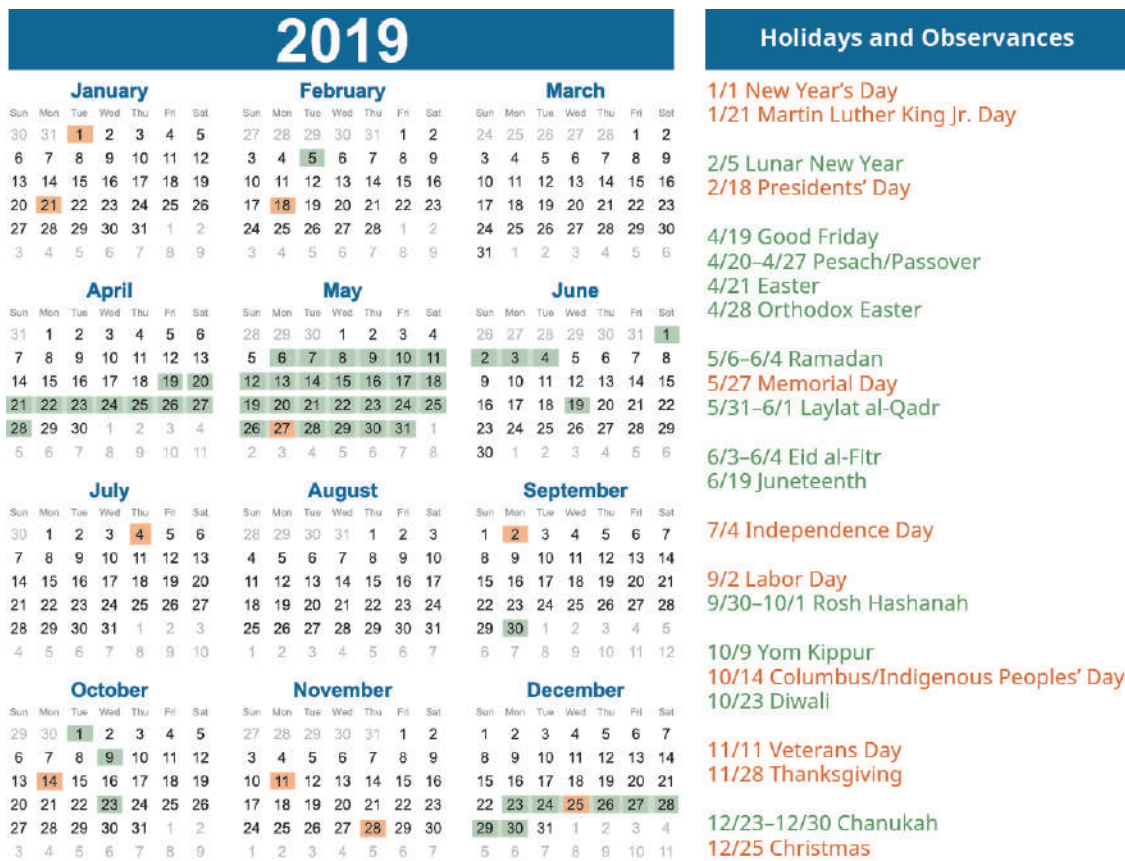 2019
January February March
Sun Mon Tue Wed Thu Fri Sat Sun Mon Tue Wed Thu Fri Sat Sun Mon Tue Wed Thu Fri Sat
30 31 1 2 3 4 5 27 28 29 30 31 1 2 24 25 26 27 28 1 2
6 7 8 9 10 11 12 3 4 5 6 7 8 9 3 4 5 6 7 8 9
13 14 15 16 17 18 19 10 11 12 13 14 15 16 10 11 12 13 14 15 16
20 21 22 23 24 25 26 17 18 19 20 21 22 23 17 18 19 20 21 22 23
27 28 29 30 31 1 2 24 25 26 27 28 1 2 24 25 26 27 28 29 30
3 4 5 6 7 8 9 3 4 5 6 7 8 9 31 1 2 3 4 5 6
April May June
Sun Mon Tue Wed Thu Fri Sat Sun Mon Tue Wed Thu Fri Sat Sun Mon Tue Wed Thu Fri Sat
31 1 2 3 4 5 6 28 29 30 1 2 3 4 26 27 28 29 30 31 1
7 8 9 10 11 12 13 5 6 7 8 9 10 11 2 3 4 5 6 7 8
14 15 16 17 18 19 20 12 13 14 15 16 17 18 9 10 11 12 13 14 15
21 22 23 24 25 26 27 19 20 21 22 23 24 25 16 17 18 19 20 21 22
28 29 30 1 2 3 4 26 27 28 29 30 31 1 23 24 25 26 27 28 29
5 6 7 8 9 10 11 2 3 4 5 6 7 8 30 1 2 3 4 5 6
July August September
Sun Mon Tue Wed Thu Fri Sat Sun Mon Tue Wed Thu Fri Sat Sun Mon Tue Wed Thu Fri Sat
30 1 2 3 4 5 6 28 29 30 31 1 2 3 1 2 3 4 5 6 7
7 8 9 10 11 12 13 4 5 6 7 8 9 10 8 9 10 11 12 13 14
14 15 16 17 18 19 20 11 12 13 14 15 16 17 15 16 17 18 19 20 21
21 22 23 24 25 26 27 18 19 20 21 22 23 24 22 23 24 25 26 27 28
28 29 30 31 1 2 3 25 26 27 28 29 30 31 29 30 1 2 3 4 5
4 5 6 7 8 9 10 1 2 3 4 5 6 7 6 7 8 9 10 11 12
October November December
Sun Mon Tue Wed Thu Fri Sat Sun Mon Tue Wed Thu Fri Sat Sun Mon Tue Wed Thu Fri Sat
29 30 1 2 3 4 5 27 28 29 30 31 1 2 1 2 3 4 5 6 7
6 7 8 9 10 11 12 3 4 5 6 7 8 9 8 9 10 11 12 13 14
13 14 15 16 17 18 19 10 11 12 13 14 15 16 15 16 17 18 19 20 21
20 21 22 23 24 25 26 17 18 19 20 21 22 23 22 23 24 25 26 27 28
27 28 29 30 31 1 2 24 25 26 27 28 29 30 29 30 31 1 2 3 4
3 4 5 6 7 8 9 1 2 3 4 5 6 7 5 6 7 8 9 10 11
Holidays and Observances
1/1 New Year's Day
1/21 Martin Luther King Jr. Day
2/5 Lunar New Year
2/18 Presidents' Day
4/19 Good Friday
4/20–4/27 Pesach/Passover
4/21 Easter
4/28 Orthodox Easter
5/6–6/4 Ramadan
5/27 Memorial Day
5/31–6/1 Laylat al-Qadr
6/3–6/4 Eid al-Fitr
6/19 Juneteenth
7/4 Independence Day
9/2 Labor Day
9/30–10/1 Rosh Hashanah
10/9 Yom Kippur
10/14 Columbus/Indigenous Peoples' Day
10/23 Diwali
11/11 Veterans Day
11/28 Thanksgiving
12/23–12/30 Chanukah
12/25 Christmas